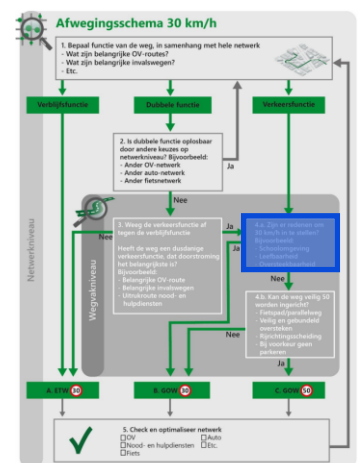 Afwegingsschema 30 km/h
1. Bepaal functie van de weg, in samenhang met hele netwerk
- Wat zijn belangrijke OV-routes?
- Wat zijn belangrijke invalswegen?
- Etc.
Verblijfsfunctie
Dubbele functie
Verkeersfunctie
2. Is dubbele functie oplosbaar
door andere keuzes op
netwerkniveau? Bijvoorbeeld:
- Ander OV-netwerk
- Ander auto-netwerk
- Ander fietsnetwerk
Ja
Nee
Netwerkniveau
Wegvakniveau
Nee
3. Weeg de verkeersfunctie af
tegen de verblijfsfunctie
Heeft de weg een dusdanige
verkeersfunctie, dat doorstroming
het belangrijkste is?
Bijvoorbeeld:
- Belangrijke OV-route
- Belangrijke invalsweg
- Uitrukroute nood- en
hulpdiensten
Ja
Ja
4.a. Zijn er redenen om
30 km/h in te stellen?
Bijvoorbeeld:
- Schoolomgeving
- Leefbaarheid
- Oversteekbaarheid
Nee
4.b. Kan de weg veilig 50
worden ingericht?
- Fietspad/parallelweg
- Veilig en gebundeld
oversteken
- Rijrichtingscheiding
- Bij voorkeur geen
parkeren
Nee
Ja
A. ETW 30
B. GOW 30
C. GOW 50
5. Check en optimaliseer netwerk
OV
Auto
Nood- en hulpdiensten
Etc.
Fiets